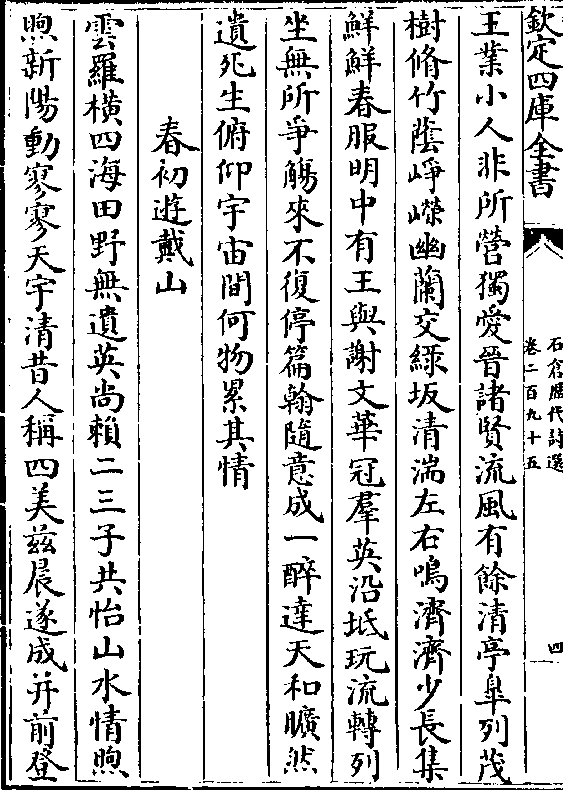 欽定四庫全書
石倉歷代詩選
卷二百九十五
四
王業小人非所營獨愛晉諸賢流風有餘清亭臯列茂
樹脩竹蔭崢嶸幽蘭交綠坂清湍左右鳴濟濟少長集
鮮鮮春服明中有王與謝文華冠羣英沿坻玩流轉列
坐無所爭觴來不復停篇翰隨意成一醉達天和曠然
遺死生俯仰宇宙間何物累其情
春初遊戴山
雲羅橫四海田野無遺英尚賴二三子共怡山水情煦
煦新陽動寥寥天宇清昔人稱四美兹晨遂成并前登